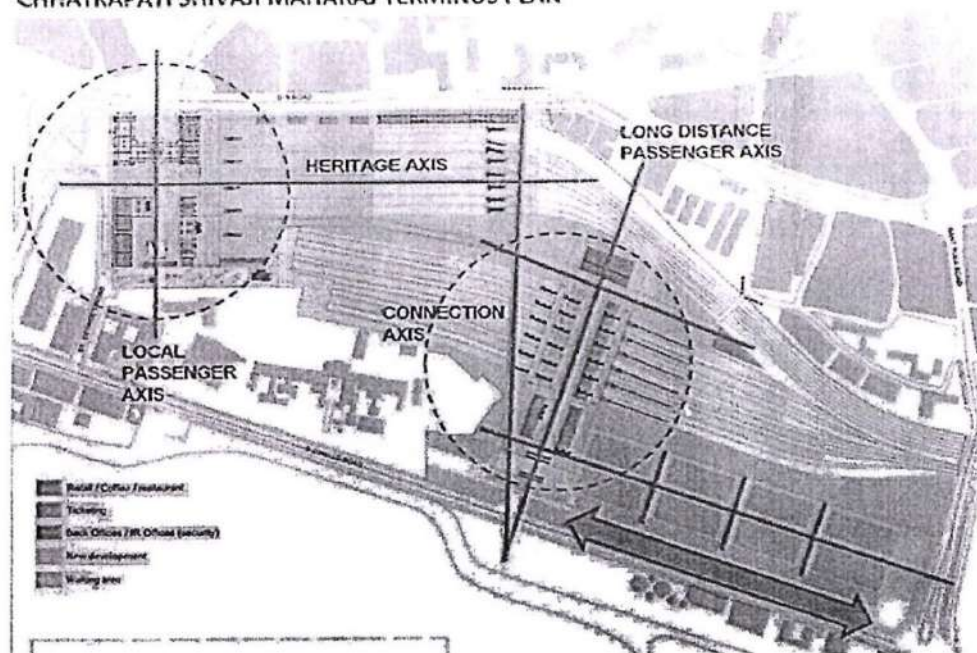 CHHATRAPATI SHIVAJI MAHARAJ TERMINUS PLAN
HERITAGE AXIS
LONG DISTANCE
PASSENGER AXIS
CONNECTION
AXIS
LOCAL
PASSENGER
AXIS
Retail / Coffee / restaurant
Ticketing
Back Offices / IR Offices (security)
New development
Waiting area